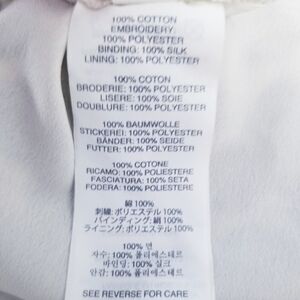 100% COTTON
EMBROIDERY:
100% POLYESTER
BINDING: 100% SILK
LINING: 100% POLYESTER
100% COTON
BRODERIE: 100% POLYESTER
LISERE: 100% SOIE
DOUBLURE: 100% POLYESTER
100% BAUMWOLLE
STICKEREI: 100% POLYESTER
BÄNDER: 100% SEIDE
FUTTER: 100% POLYESTER
100% COTONE
RICAMO: 100% POLIESTERE
FASCIATURA: 100% SETA
FODERA: 100% POLIESTERE
綿 100%
刺繍: ポリエステル 100%
バインディング: 絹 100%
ライニング: ポリエステル 100%
100% 면
자수: 100% 폴리에스테르
바인딩: 100% 실크
안감: 100% 폴리에스테르
SEE REVERSE FOR CARE